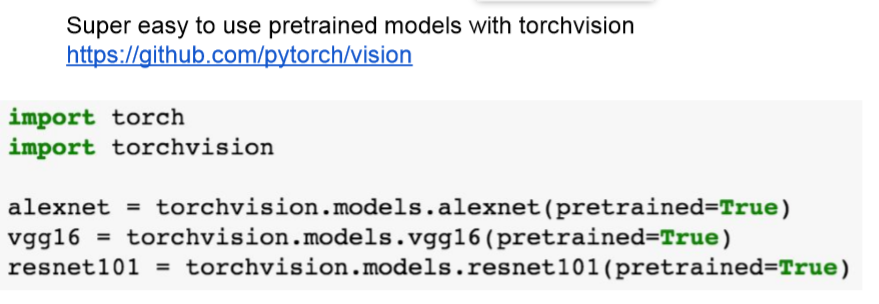 Super easy to use pretrained models with torchvision
https://github.com/pytorch/vision
import torch
import torchvision
alexnet = torchvision.models.alexnet(pretrained=True)
vgg16 = torchvision.models.vgg16(pretrained=True)
resnet101 = torchvision.models.resnet101(pretrained=True)